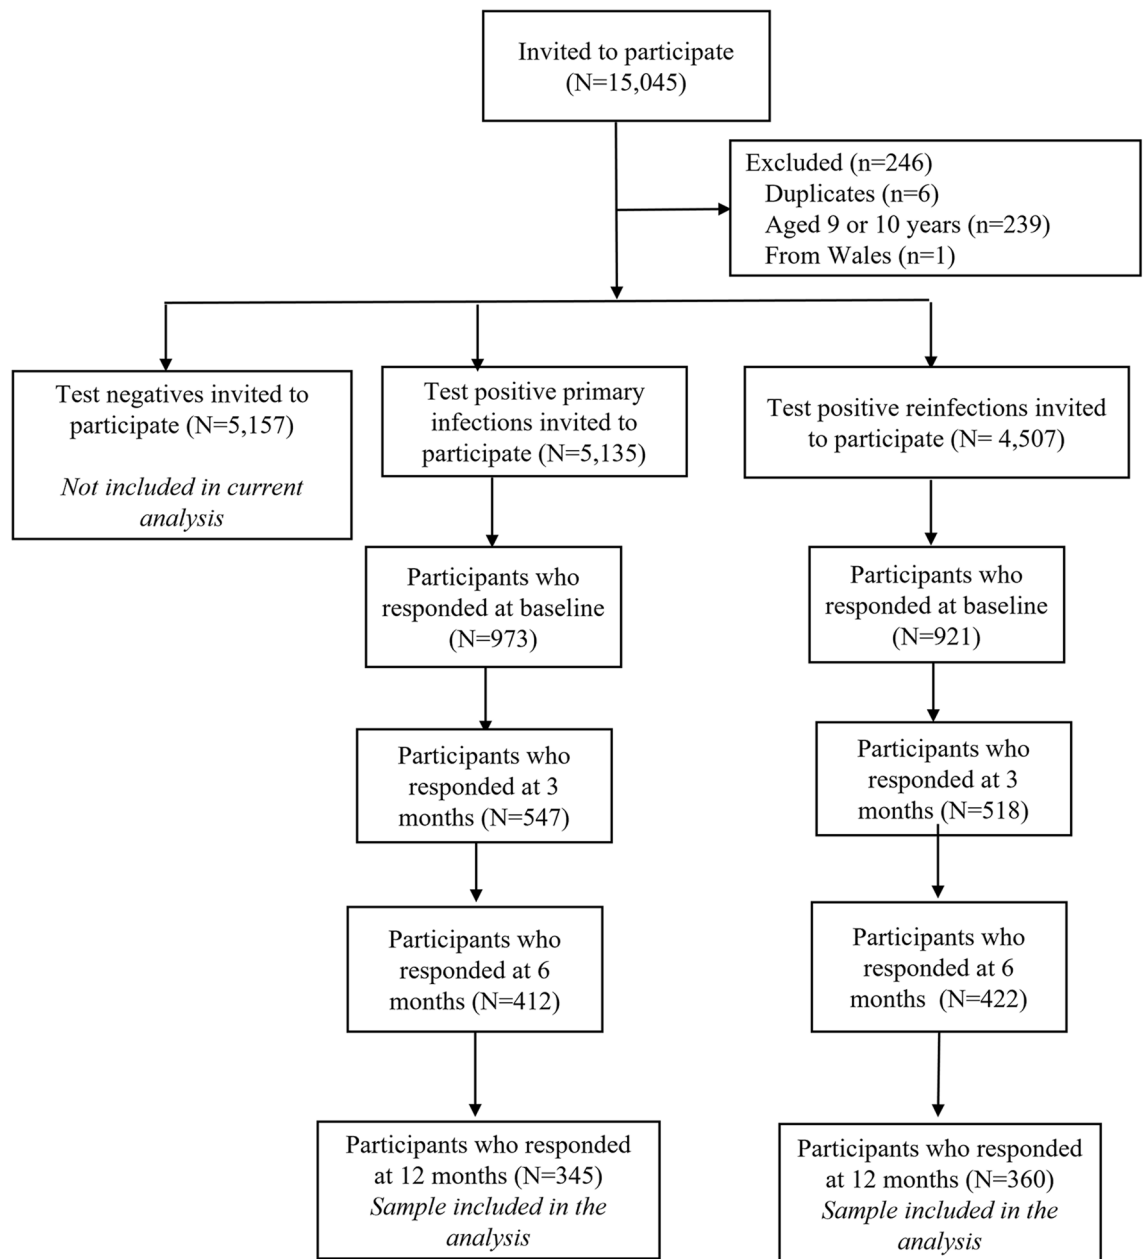 Invited to participate
(N=15,045)
Excluded (n=246)
Duplicates (n=6)
Aged 9 or 10 years (n=239)
From Wales (n=1)
Test negatives invited to
participate (N=5,157)
Not included in current
analysis
Test positive primary
infections invited to
participate (N=5,135)
Test positive reinfections invited
to participate (N= 4,507)
Participants who
responded at baseline
(N=973)
Participants who
responded at baseline
(N=921)
Participants who
responded at 3
months (N=547)
Participants who
responded at 3
months (N=518)
Participants who
responded at 6
months (N=412)
Participants who
responded at 6
months  (N=422)
Participants who responded
at 12 months (N=345)
Sample included in the
analysis
Participants who responded
at 12 months (N=360)
Sample included in the
analysis